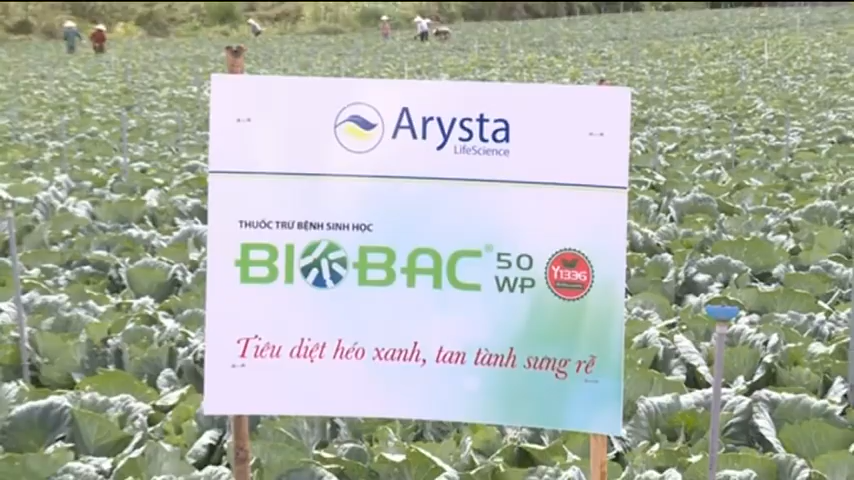 Arysta
LifeScience
THUỐC TRỪ BỆNH SINH HỌC
BIOBAC® 50 WP
Y1336
Tiêu diệt héo xanh, tan tành sưng rễ